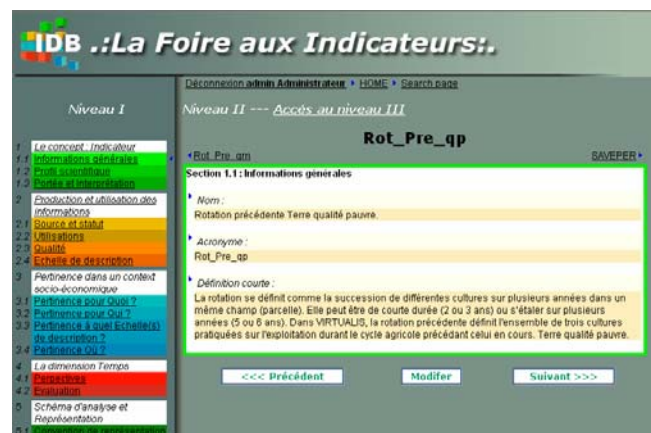 IDB .:La Foire aux Indicateurs:.
Déconnexion admin Administrateur HOME Search page
Niveau I
Niveau II --- Accés au niveau III
Rot_Pre_qp
Rot_Pre_qm
SAVEPER
1 Le concept : Indicateur
1.1 Informations générales
1.2 Profil scientifique
1.3 Portée et interprétation
2 Production et utilisation des
informations
2.1 Source et statut
2.2 Utilisations
2.3 Qualité
2.4 Echelle de description
3 Pertinence dans un context
socio-économique
3.1 Pertinence pour Quoi ?
3.2 Pertinence pour Qui ?
3.3 Pertinence à quel Echelle(s)
de description ?
3.4 Pertinence Où ?
4 La dimension Temps
4.1 Perspectives
4.2 Evaluation
5 Schéma d'analyse et
Représentation
5.1 Convention de représentation
Section 1.1 : Informations générales
Nom :
Rotation précédente Terre qualité pauvre.
Acronyme :
Rot_Pre_qp
Définition courte :
La rotation se définit comme la succession de différentes cultures sur plusieurs années dans un
même champ (parcelle). Elle peut être de courte durée (2 ou 3 ans) ou s'étaler sur plusieurs
années (5 ou 6 ans). Dans VIRTUALIS, la rotation précédente définit l'ensemble de trois cultures
pratiquées sur l'exploitation durant le cycle agricole précédant celui en cours. Terre qualité pauvre.
<<< Précédent
Modifer
Suivant >>>